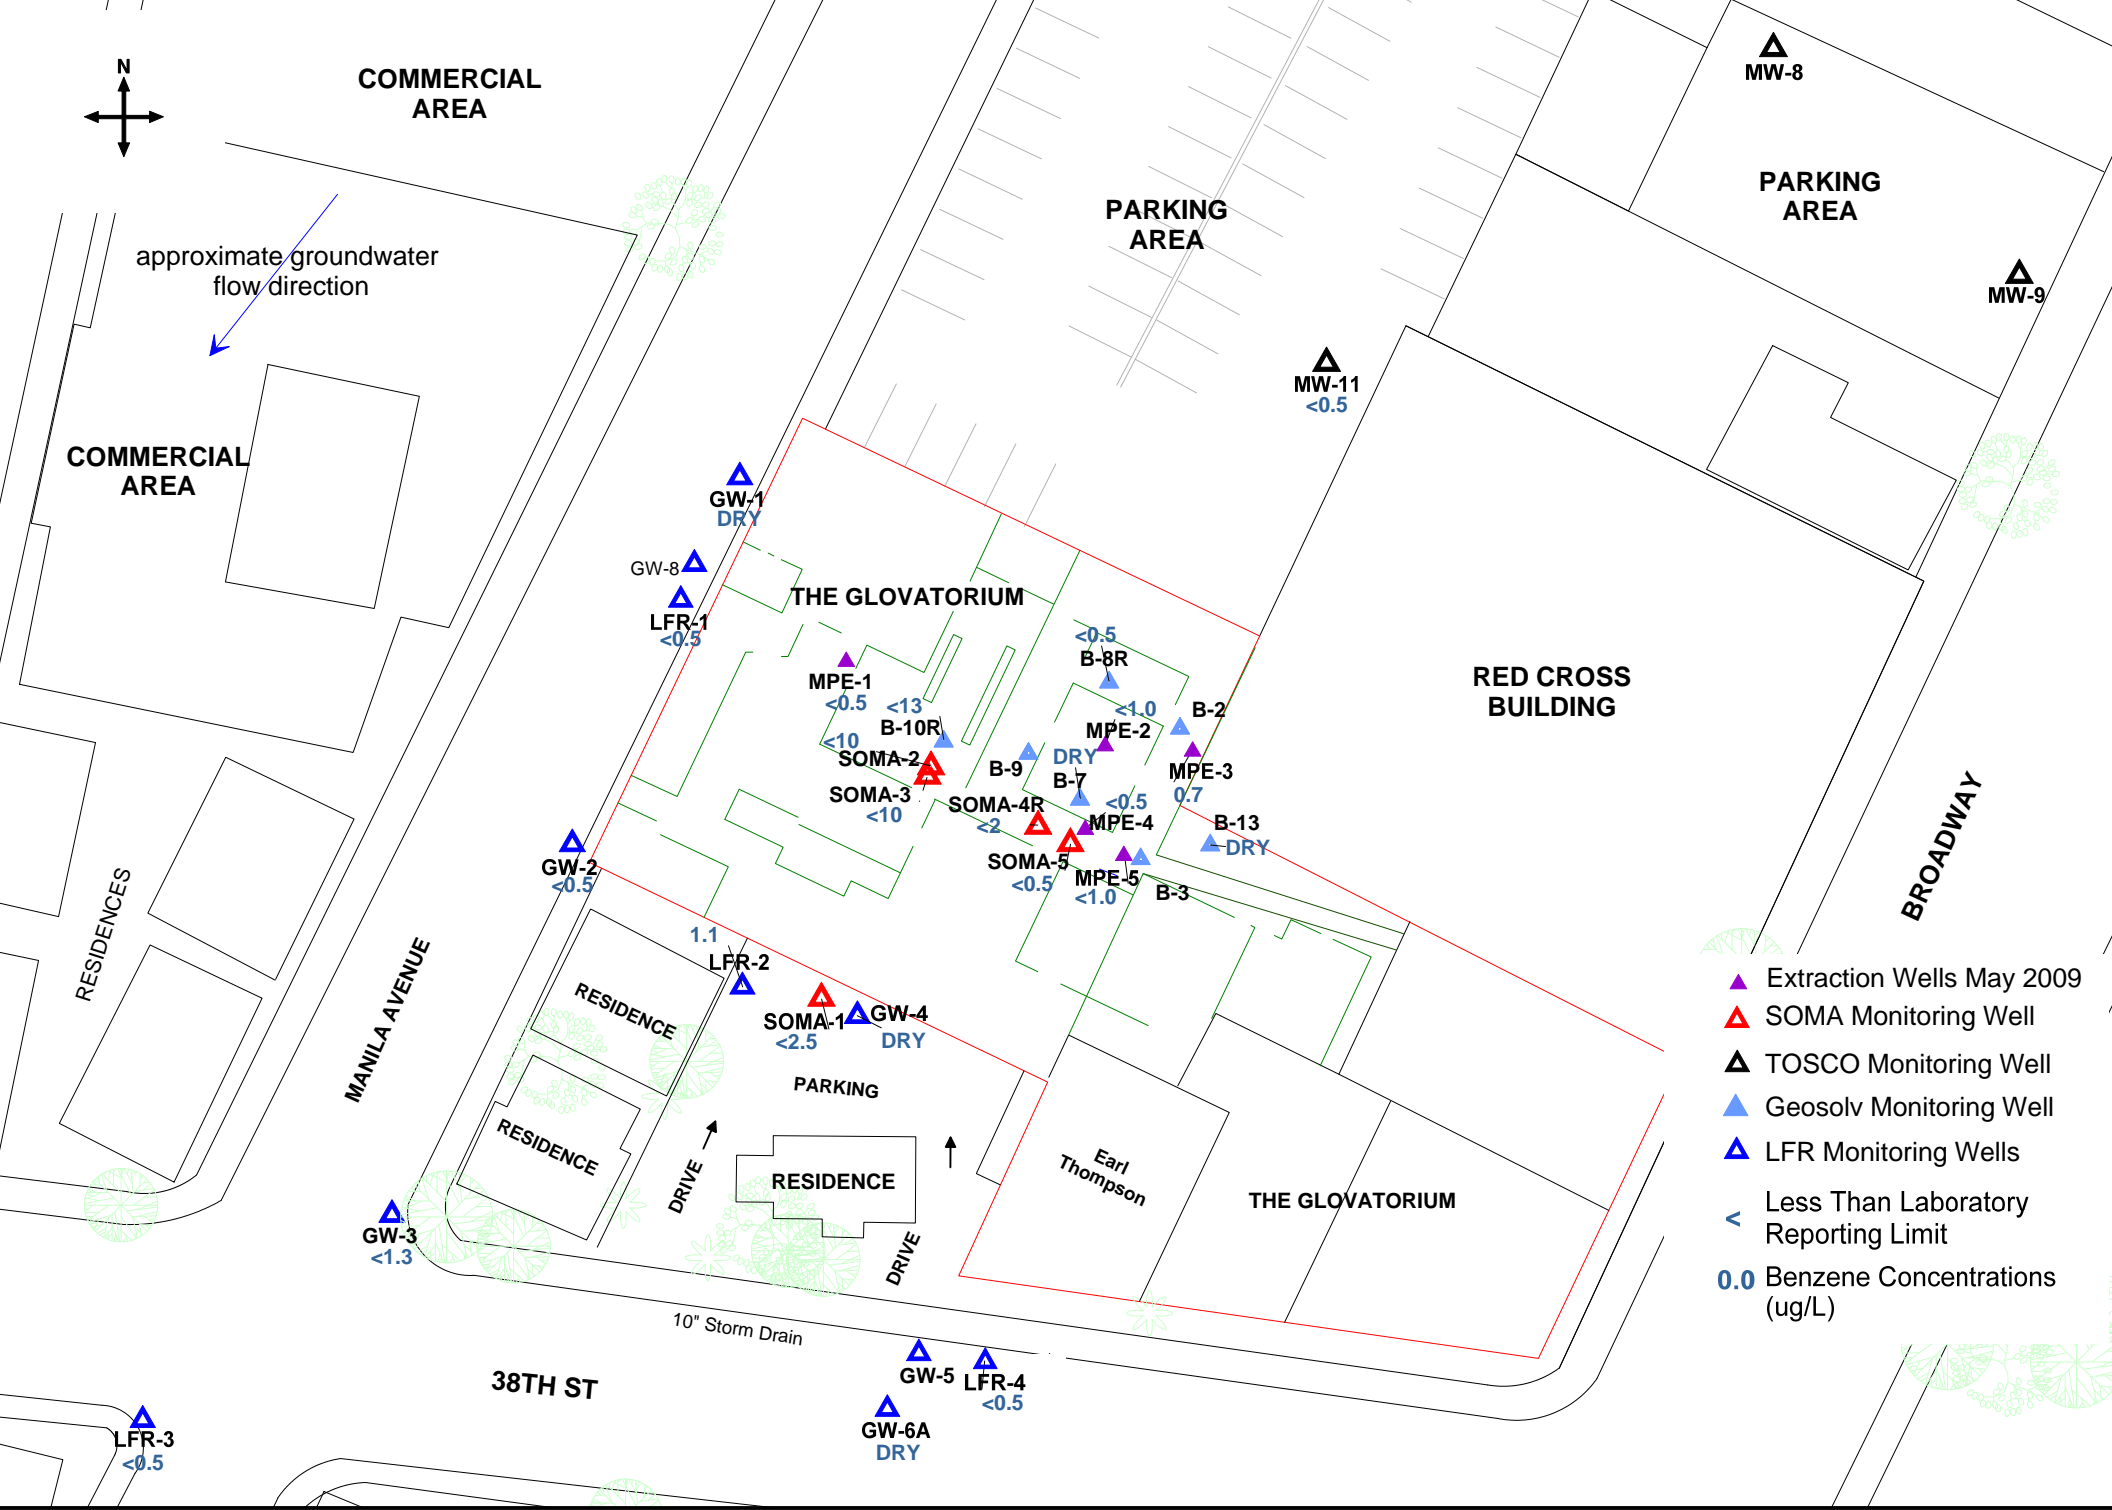 N
COMMERCIAL
AREA
MW-8
PARKING
AREA
PARKING
AREA
approximate groundwater
flow direction
MW-9
MW-11
<0.5
COMMERCIAL
AREA
GW-1
DRY
GW-8
LFR-1
<0.5
THE GLOVATORIUM
<0.5
B-8R
MPE-1
<0.5
<13
B-10R
<10
SOMA-2
SOMA-3
<10
B-9
<1.0
MPE-2
B-2
DRY
B-7
MPE-3
0.7
RED CROSS
BUILDING
SOMA-4R
<2
<0.5
MPE-4
B-13
DRY
SOMA-5
<0.5
MPE-5
<1.0
B-3
GW-2
<0.5
RESIDENCES
MANILA AVENUE
BROADWAY
1.1
LFR-2
RESIDENCE
SOMA-1
<2.5
GW-4
DRY
PARKING
RESIDENCE
DRIVE
RESIDENCE
DRIVE
Earl
Thompson
THE GLOVATORIUM
GW-3
<1.3
10" Storm Drain
38TH ST
GW-5
LFR-4
<0.5
GW-6A
DRY
LFR-3
<0.5
Extraction Wells May 2009
SOMA Monitoring Well
TOSCO Monitoring Well
Geosolv Monitoring Well
LFR Monitoring Wells
< Less Than Laboratory
Reporting Limit
0.0 Benzene Concentrations
(ug/L)